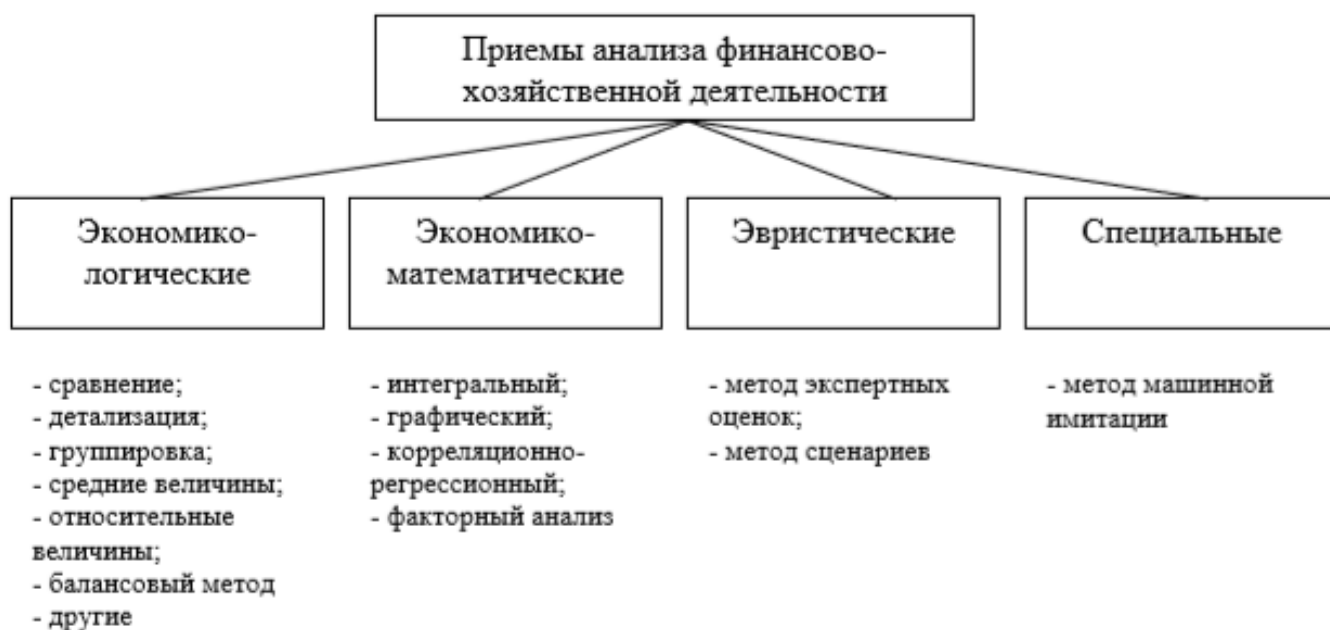 Приемы анализа финансово-
хозяйственной деятельности
Экономико-
логические
Экономико-
математические
Эвристические
Специальные
- сравнение;
- детализация;
- группировка;
- средние величины;
- относительные
величины;
- балансовый метод
- другие
- интегральный;
- графический;
- корреляционно-
регрессионный;
- факторный анализ
- метод экспертных
оценок;
- метод сценариев
- метод машинной
имитации